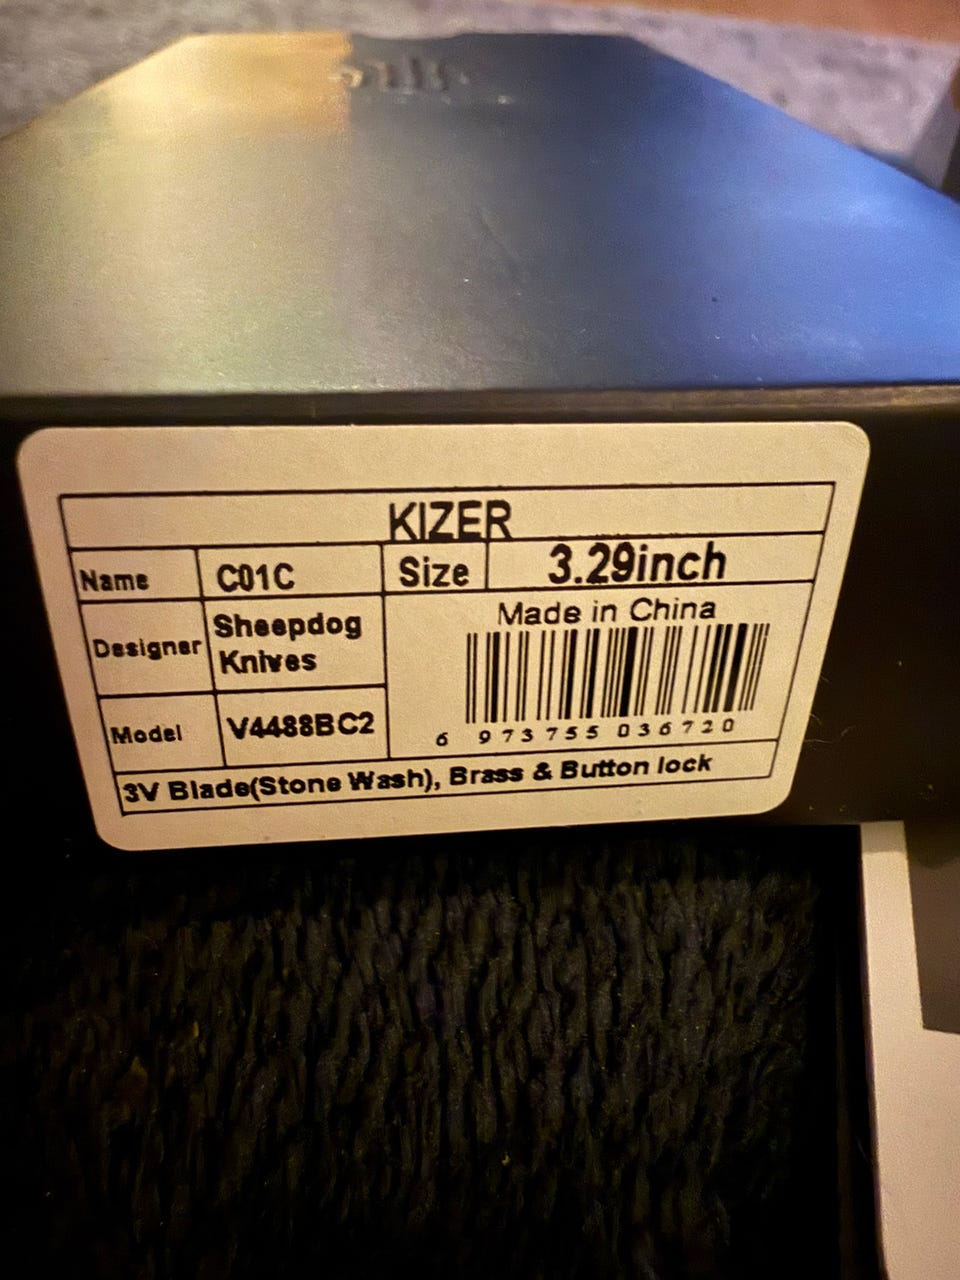 KIZER
Name C01C Size 3.29inch
Designer Sheepdog Knives
Made in China
6 973755 036720
Model V4488BC2
3V Blade(Stone Wash), Brass & Button lock